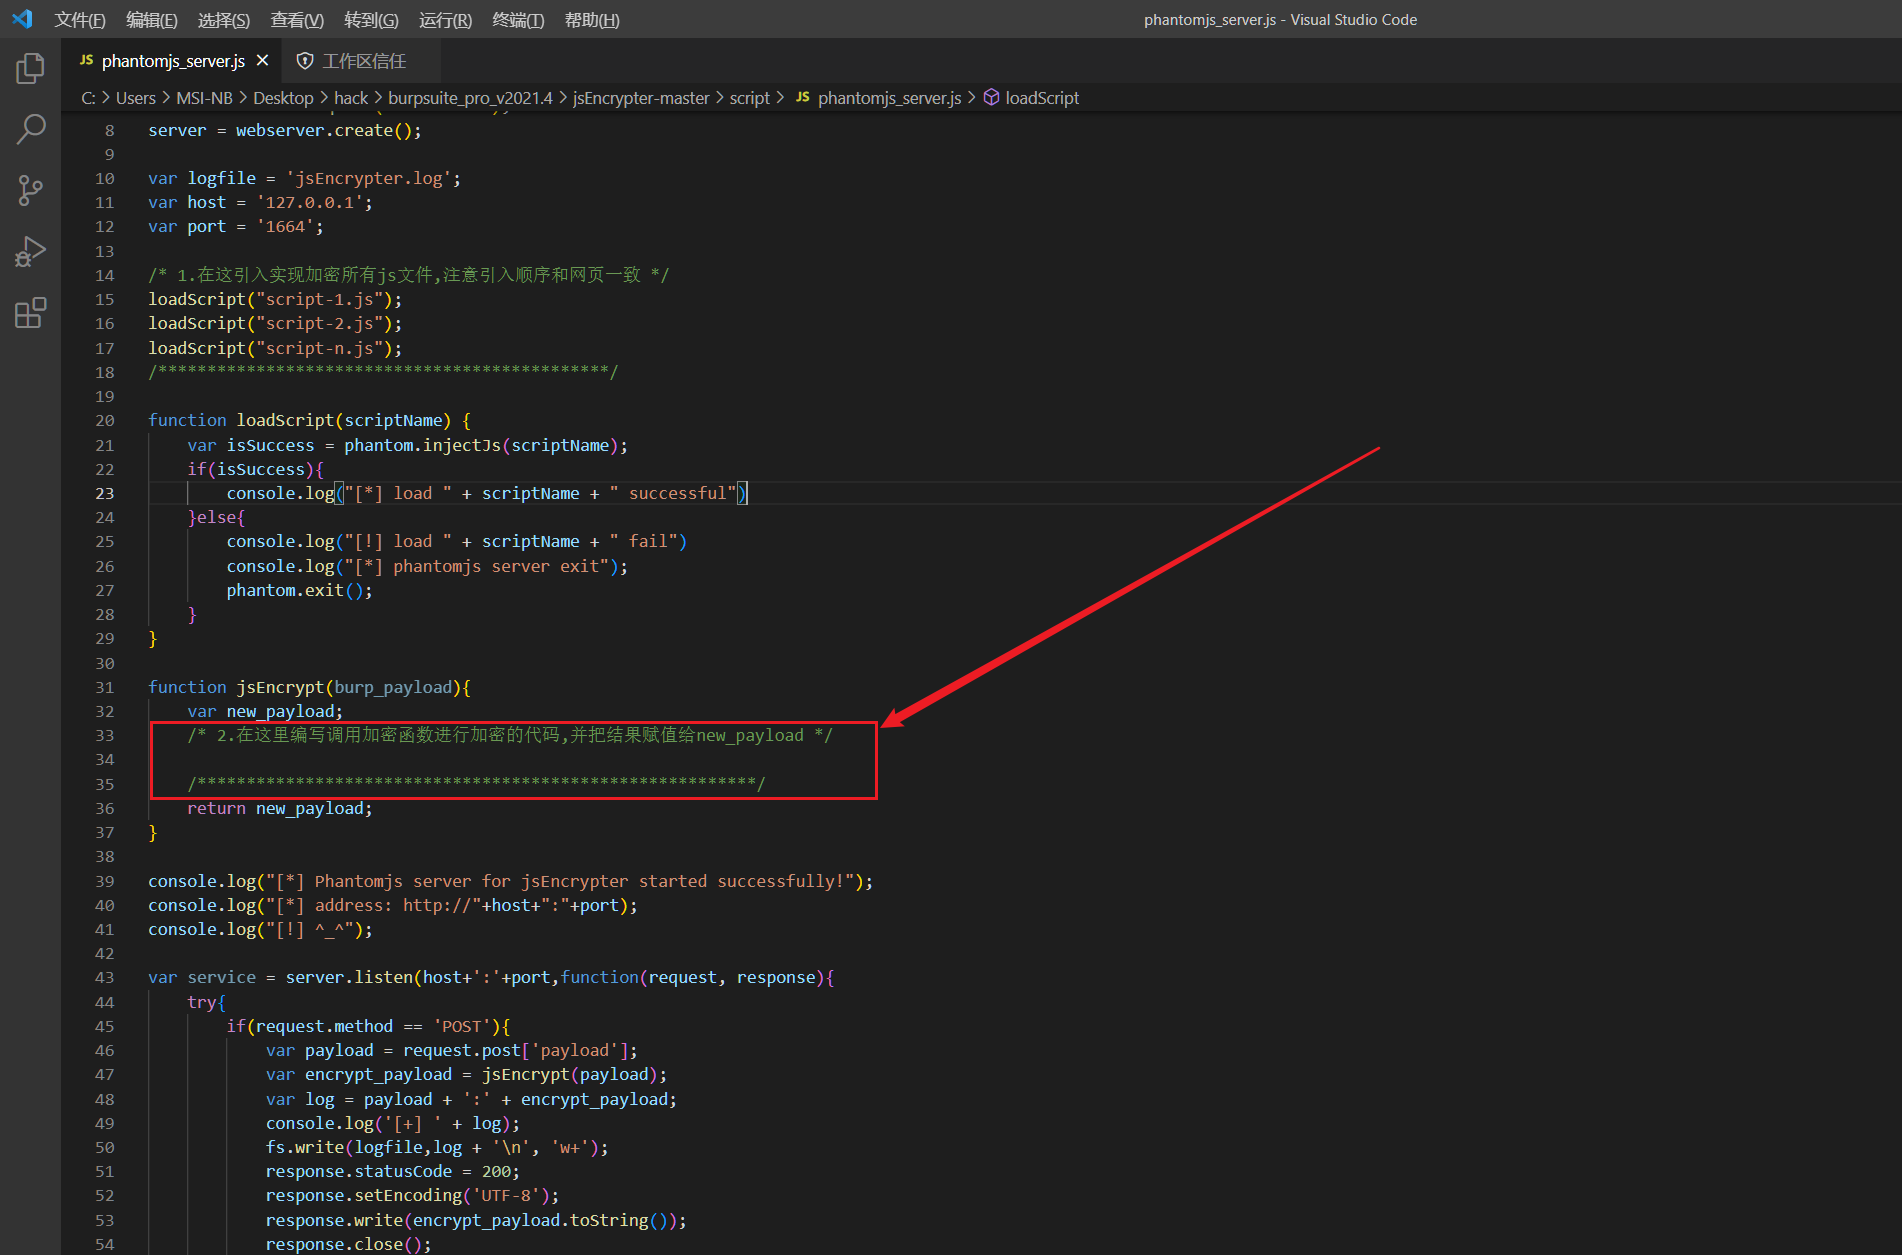 文件(F) 编辑(E) 选择(S) 查看(V) 转到(G) 运行(R) 终端(T) 帮助(H) phantomjs_server.js - Visual Studio Code
JS phantomjs_server.js × 工作区信任
C: > Users > MSI-NB > Desktop > hack > burpsuite_pro_v2021.4 > jsEncrypter-master > script > JS phantomjs_server.js > loadScript
8 server = webserver.create();
9
10 var logfile = 'jsEncrypter.log';
11 var host = '127.0.0.1';
12 var port = '1664';
13
14 /* 1.在这引入实现加密所有js文件,注意引入顺序和网页一致 */
15 loadScript("script-1.js");
16 loadScript("script-2.js");
17 loadScript("script-n.js");
18 /**********************************************/
19
20 function loadScript(scriptName) {
21 var isSuccess = phantom.injectJs(scriptName);
22 if(isSuccess){
23 console.log("[*] load " + scriptName + " successful")
24 }else{
25 console.log("[!] load " + scriptName + " fail")
26 console.log("[*] phantomjs server exit");
27 phantom.exit();
28 }
29 }
30
31 function jsEncrypt(burp_payload){
32 var new_payload;
33 /* 2.在这里编写调用加密函数进行加密的代码,并把结果赋值给new_payload */
34
35 /*********************************************************/
36 return new_payload;
37 }
38
39 console.log("[*] Phantomjs server for jsEncrypter started successfully!");
40 console.log("[*] address: http://"+host+":"+port);
41 console.log("[!] ^_^");
42
43 var service = server.listen(host+':'+port,function(request, response){
44 try{
45 if(request.method == 'POST'){
46 var payload = request.post['payload'];
47 var encrypt_payload = jsEncrypt(payload);
48 var log = payload + ':' + encrypt_payload;
49 console.log('[+] ' + log);
50 fs.write(logfile,log + '\n', 'w+');
51 response.statusCode = 200;
52 response.setEncoding('UTF-8');
53 response.write(encrypt_payload.toString());
54 response.close();